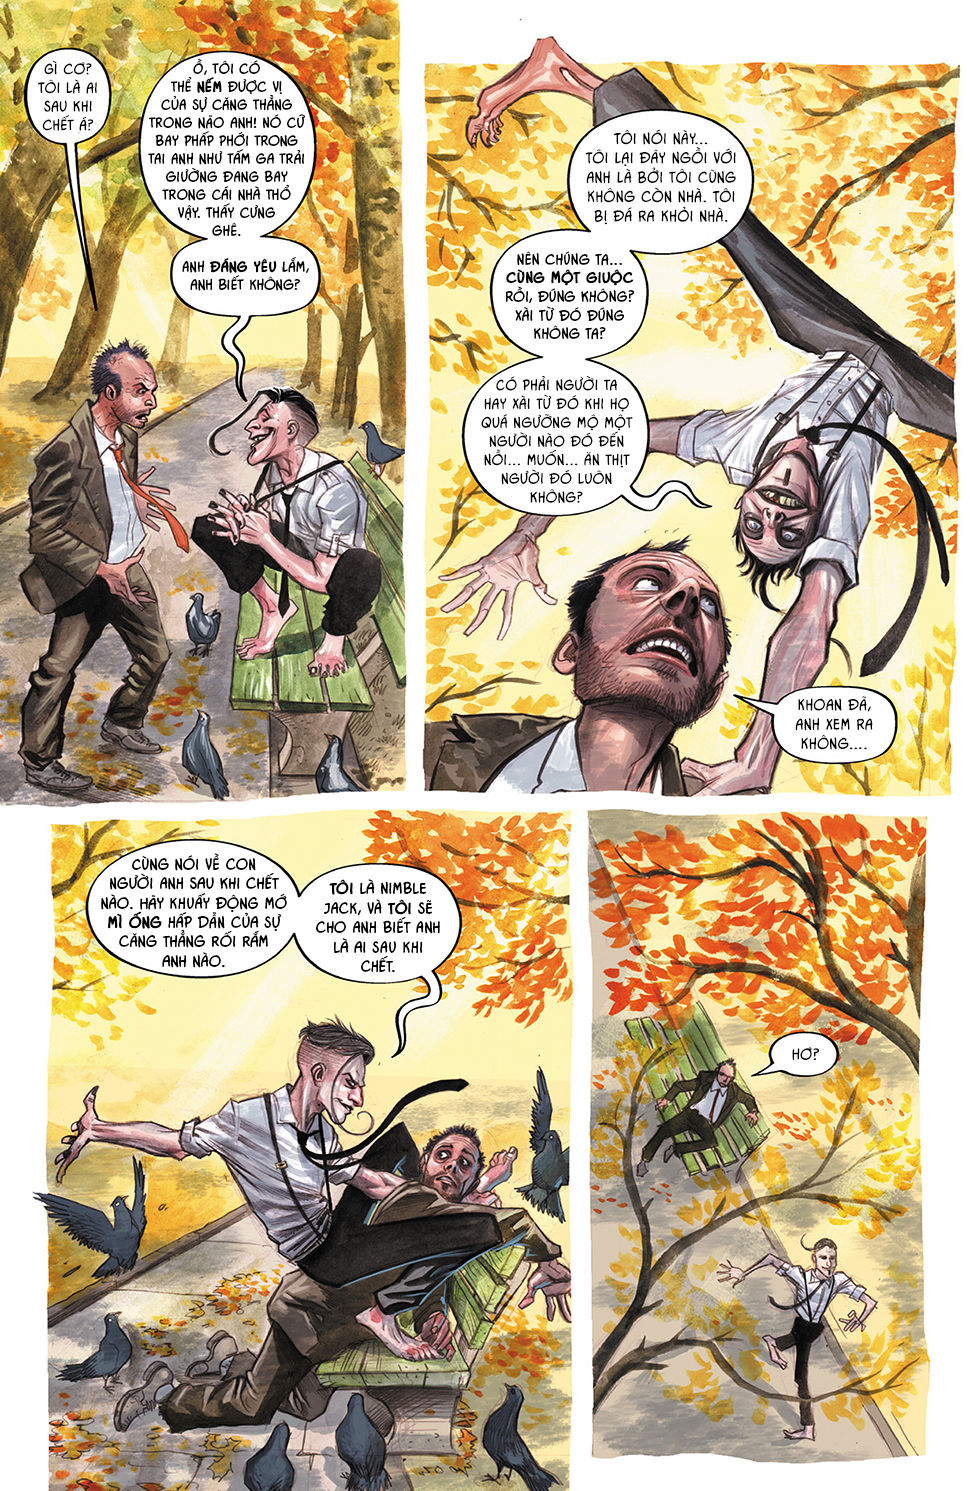 GÌ CƠ?
TÔI LÀ AI
SAU KHI
CHẾT Á?
Ồ, TÔI CÓ
THỂ NẾM ĐƯỢC VỊ
CỦA SỰ CĂNG THẲNG
TRONG NÃO ANH! NÓ CỨ
BAY PHẤP PHỚI TRONG
TAI ANH NHƯ TẤM GA TRẢI
GIƯỜNG ĐANG BAY
TRONG CÁI NHÀ THỔ
VẬY. THẤY CƯNG
GHÊ.
ANH ĐÁNG YÊU LẮM,
ANH BIẾT KHÔNG?
TÔI NÓI NÀY...
TÔI LẠI ĐÂY NGỒI VỚI
ANH LÀ BỞI TÔI CŨNG
KHÔNG CÒN NHÀ. TÔI
BỊ ĐÁ RA KHỎI NHÀ.
NÊN CHÚNG TA...
CÙNG MỘT GIUỘC
RỒI, ĐÚNG KHÔNG?
XÀI TỪ ĐÓ ĐÚNG
KHÔNG TA?
CÓ PHẢI NGƯỜI TA
HAY XÀI TỪ ĐÓ KHI HỌ
QUÁ NGƯỠNG MỘ MỘT
NGƯỜI NÀO ĐÓ ĐẾN
NỖI... MUỐN... ĂN THỊT
NGƯỜI ĐÓ LUÔN
KHÔNG?
KHOAN ĐÃ,
ANH XEM RA
KHÔNG....
CÙNG NÓI VỀ CON
NGƯỜI ANH SAU KHI CHẾT
NÀO. HÃY KHUẤY ĐỘNG MỚ
MÌ ỐNG HẤP DẪN CỦA SỰ
CĂNG THẲNG RỐI RẮM
ANH NÀO.
TÔI LÀ NIMBLE
JACK, VÀ TÔI SẼ
CHO ANH BIẾT ANH
LÀ AI SAU KHI
CHẾT.
HƠ?